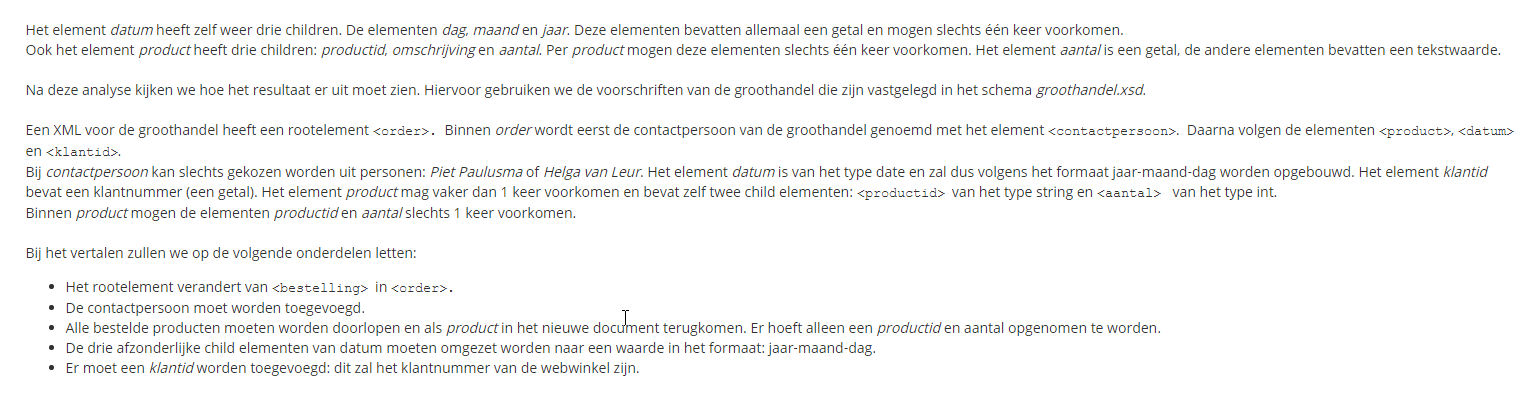 Het element datum heeft zelf weer drie children. De elementen dag, maand en jaar. Deze elementen bevatten allemaal een getal en mogen slechts één keer voorkomen.
Ook het element product heeft drie children: productid, omschrijving en aantal. Per product mogen deze elementen slechts één keer voorkomen. Het element aantal is een getal, de andere elementen bevatten een tekstwaarde.
Na deze analyse kijken we hoe het resultaat er uit moet zien. Hiervoor gebruiken we de voorschriften van de groothandel die zijn vastgelegd in het schema groothandel.xsd.
Een XML voor de groothandel heeft een rootelement <order>. Binnen order wordt eerst de contactpersoon van de groothandel genoemd met het element <contactpersoon>. Daarna volgen de elementen <product>, <datum>
en <klantid>.
Bij contactpersoon kan slechts gekozen worden uit personen: Piet Paulusma of Helga van Leur. Het element datum is van het type date en zal dus volgens het formaat jaar-maand-dag worden opgebouwd. Het element klantid
bevat een klantnummer (een getal). Het element product mag vaker dan 1 keer voorkomen en bevat zelf twee child elementen: <productid> van het type string en <aantal> van het type int.
Binnen product mogen de elementen productid en aantal slechts 1 keer voorkomen.
Bij het vertalen zullen we op de volgende onderdelen letten:
• Het rootelement verandert van <bestelling> in <order>.
• De contactpersoon moet worden toegevoegd.
• Alle bestelde producten moeten worden doorlopen en als product in het nieuwe document terugkomen. Er hoeft alleen een productid en aantal opgenomen te worden.
• De drie afzonderlijke child elementen van datum moeten omgezet worden naar een waarde in het formaat: jaar-maand-dag.
• Er moet een klantid worden toegevoegd: dit zal het klantnummer van de webwinkel zijn.